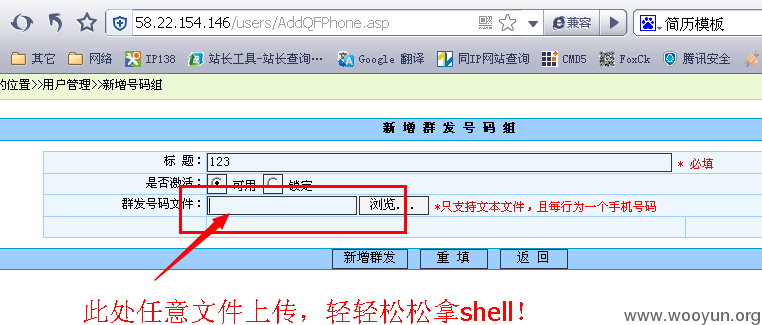 58.22.154.146/users/AddQFPhone.asp
兼容
简历模板
其它 网络 IP138 站长工具-站长查询… Google 翻译 同IP网站查询 CMD5 FoxCk 腾讯安全
的位置>>用户管理>>新增号码组
新 增 群 发 号 码 组
标 题： 123 * 必填
是否激活： 可用 锁定
群发号码文件： 浏览... *只支持文本文件，且每行为一个手机号码
新增群发 重 填 返 回
此处任意文件上传，轻轻松松拿shell！
www.wooyun.org